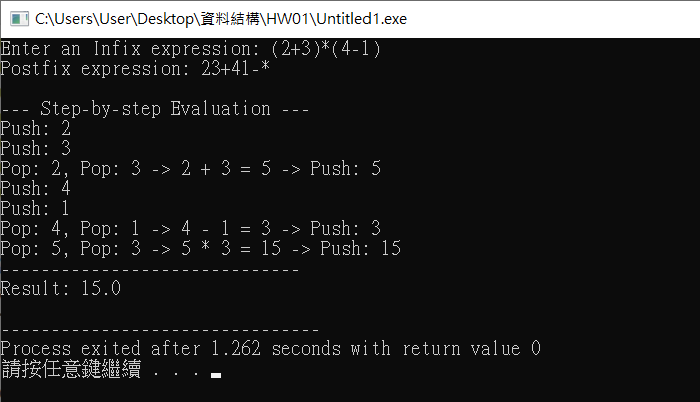 C:\Users\User\Desktop\資料結構\HW01\Untitled1.exe
Enter an Infix expression: (2+3)*(4-1)
Postfix expression: 23+41-*
--- Step-by-step Evaluation ---
Push: 2
Push: 3
Pop: 2, Pop: 3 -> 2 + 3 = 5 -> Push: 5
Push: 4
Push: 1
Pop: 4, Pop: 1 -> 4 - 1 = 3 -> Push: 3
Pop: 5, Pop: 3 -> 5 * 3 = 15 -> Push: 15
------------------------------
Result: 15.0
--------------------------------
Process exited after 1.262 seconds with return value 0
請按任意鍵繼續 . . .